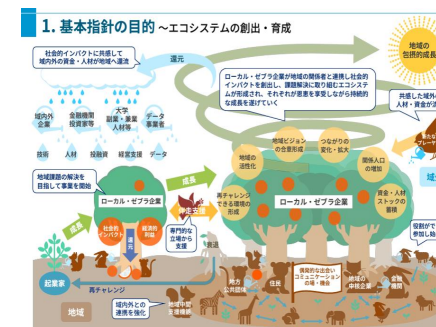 1. 基本指針の目的 ～エコシステムの創出・育成
社会的インパクトに共感して
域内外の資金・人材が地域へ還流
還元
地域の
包摂的成長
ローカル・ゼブラ企業が地域の関係者と連携し社会的
インパクトを創出し、課題解決に取り組むエコシステ
ムが形成され、それぞれが恩恵を享受しながら持続的
な成長を遂げていく
共感した域外の
人材・資金が
域内外
企業
金融機関
投資家等
大学
副業・兼業
人材等
データ
事業者
技術
人材
投融資
経営支援
データ
地域ビジョン
の合意形成
つながりの
変化・拡大
地域の
活性化
関係人口
の増加
地域課題の解決を
目指して事業を開始
成長
ローカル・ゼブラ企業
再チャレンジ
できる環境の
形成
ローカル・ゼブラ企業
資金・人材
ストックの
蓄積
社会的
インパクト
経済的
利益
伴走支援
専門的な
立場から
支援
成長
還元
衰退
起業家
再チャレンジ
地域
域内外との
連携を強化
地域中間
支援機関
地方
公共団体
住民
偶発的な出会い
コミュニケーション
の場・機会
地域の
中核企業
金融
機関